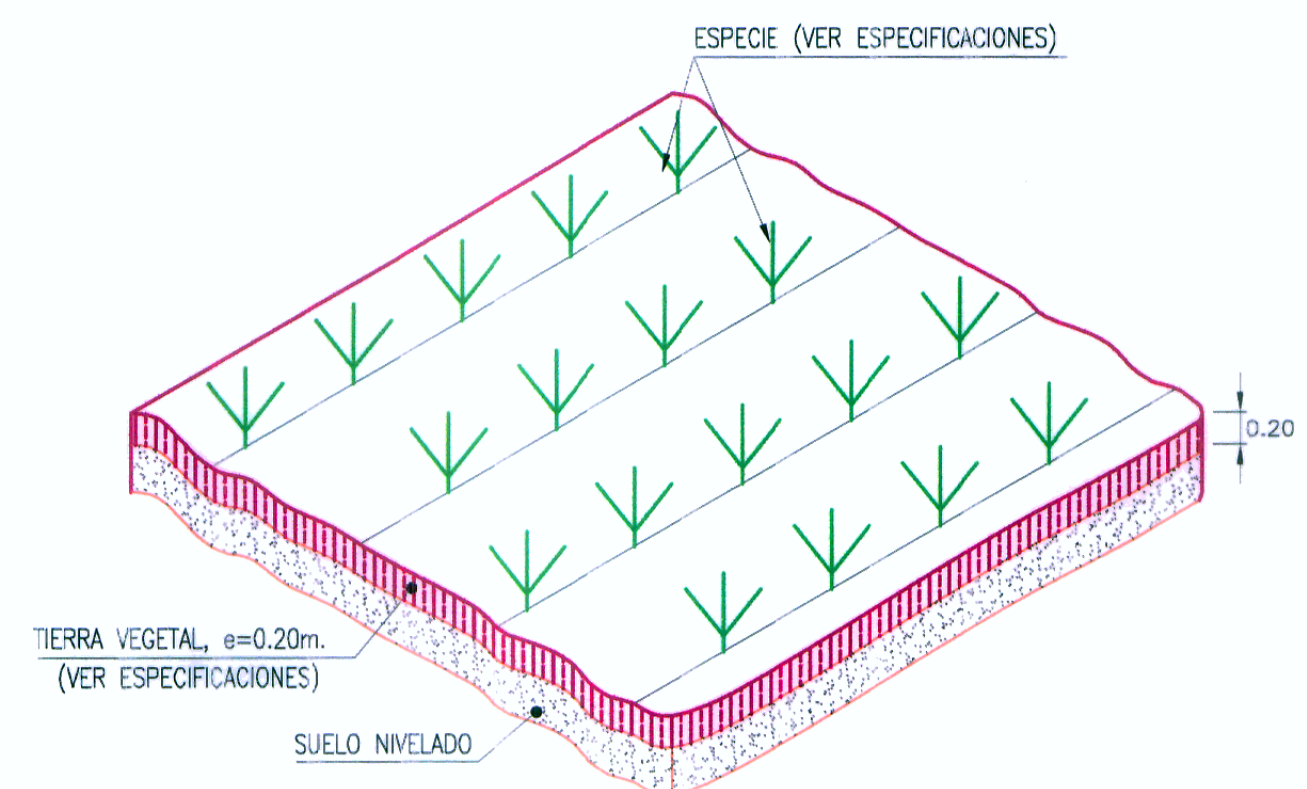 ESPECIE (VER ESPECIFICACIONES)
0.20
TIERRA VEGETAL, e=0.20m.
(VER ESPECIFICACIONES)
SUELO NIVELADO